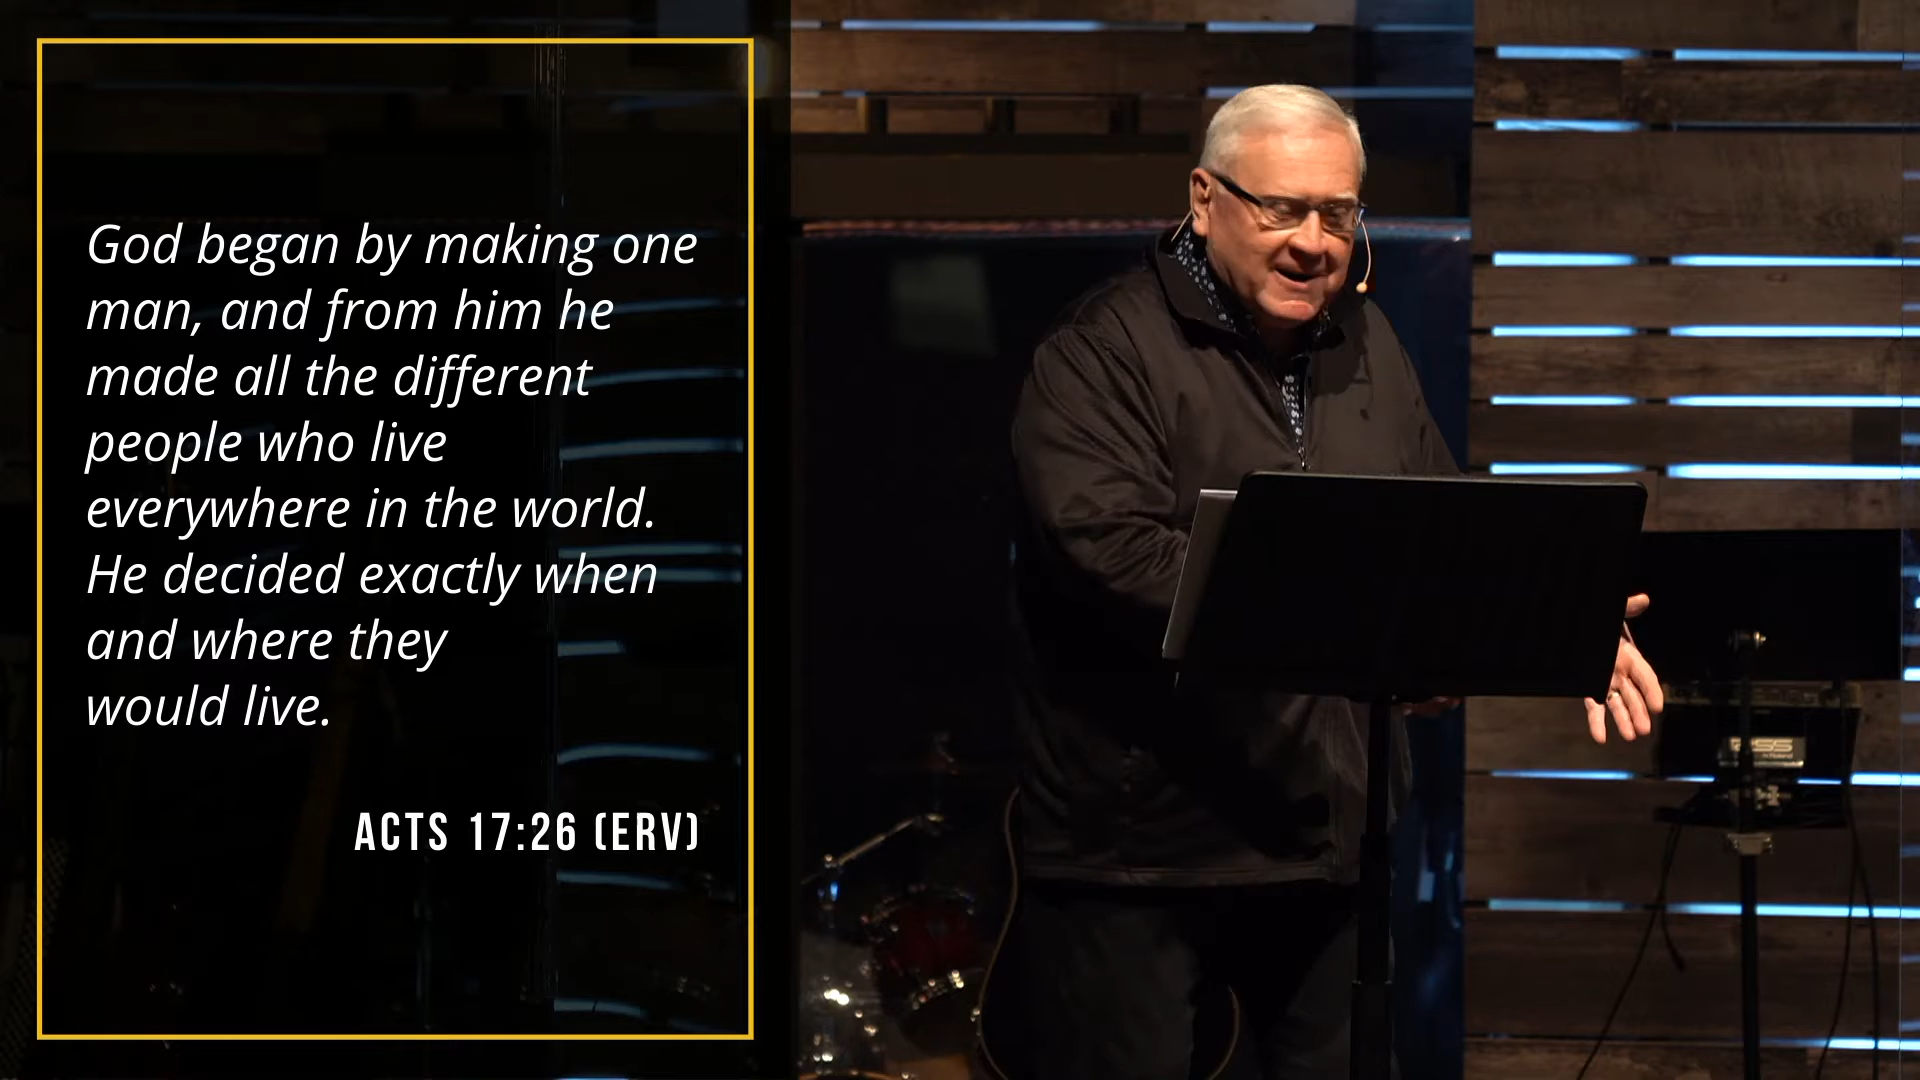 God began by making one
man, and from him he
made all the different
people who live
everywhere in the world.
He decided exactly when
and where they
would live.
ACTS 17:26 (ERV)